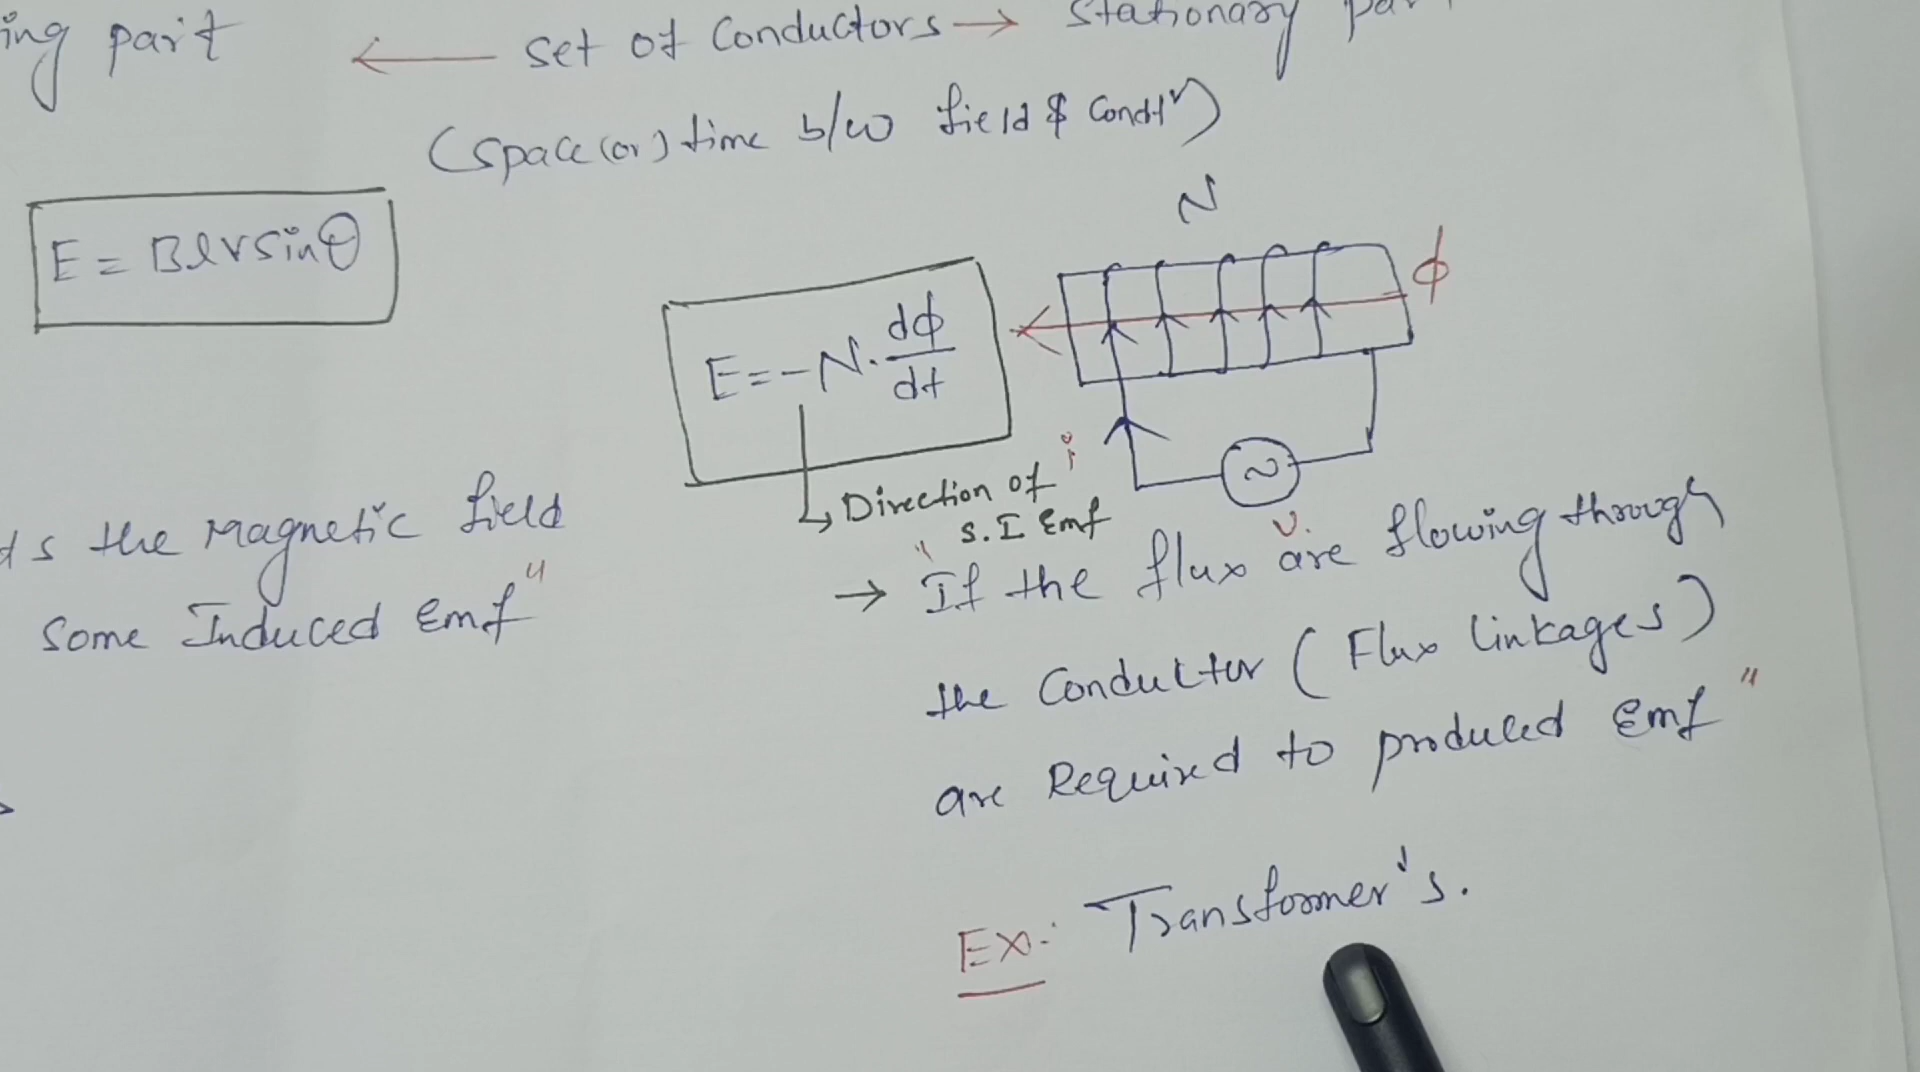 ing part ← set of Conductors → stationary
(space (or) time b/w field & Condtr)
E = Blvsinθ
N
ϕ
E = -N. dϕ/dt
i
Direction of
S.I Emf
~
v.
the Magnetic field
some Induced Emf"
→ "If the flux are flowing through
the Conductor (Flux linkages)
are Required to produced Emf"
Ex:- Transformer's.